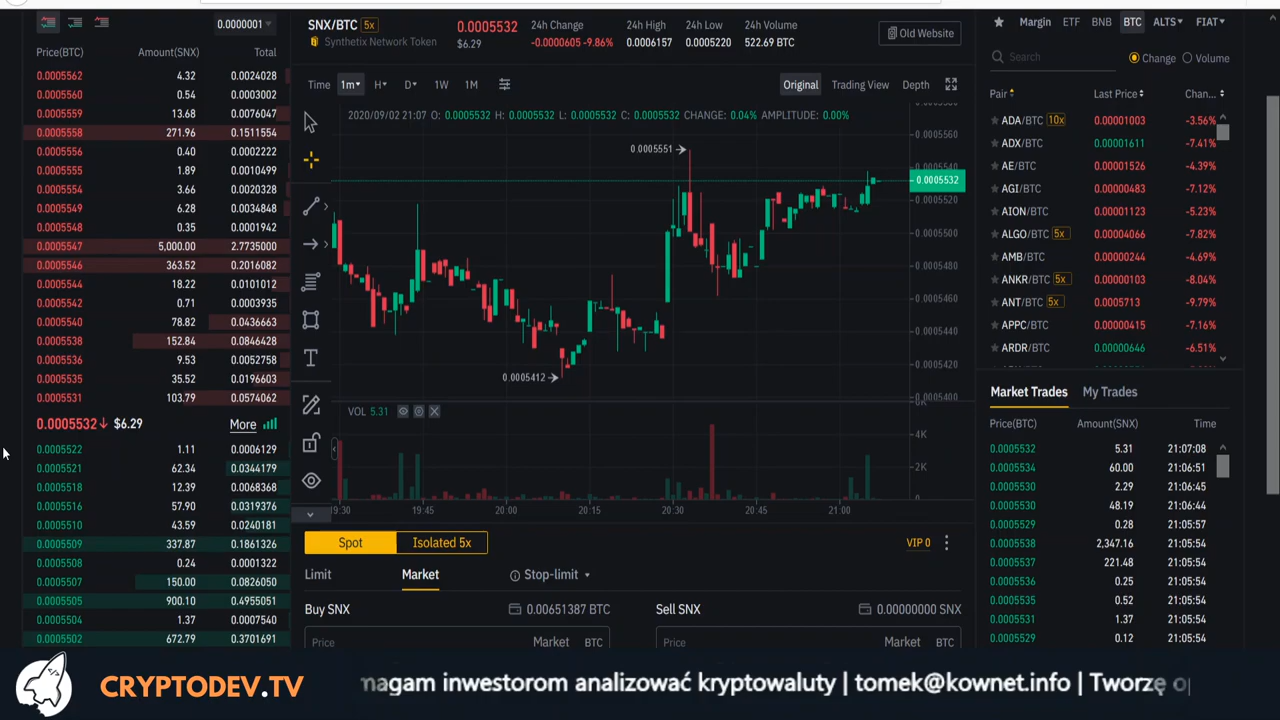 0.0000001
Price(BTC) Amount(SNX) Total
0.0005562 4.32 0.0024028
0.0005560 0.54 0.0003002
0.0005559 13.68 0.0076047
0.0005558 271.96 0.1511554
0.0005556 0.40 0.0002222
0.0005555 1.89 0.0010499
0.0005554 3.66 0.0020328
0.0005549 6.28 0.0034848
0.0005548 0.35 0.0001942
0.0005547 5,000.00 2.7735000
0.0005546 363.52 0.2016082
0.0005544 18.22 0.0101012
0.0005542 0.71 0.0003935
0.0005540 78.82 0.0436663
0.0005538 152.84 0.0846428
0.0005536 9.53 0.0052758
0.0005535 35.52 0.0196603
0.0005531 103.79 0.0574062
0.0005532↓ $6.29 More
0.0005522 1.11 0.0006129
0.0005521 62.34 0.0344179
0.0005518 12.39 0.0068368
0.0005516 57.90 0.0319376
0.0005510 43.59 0.0240181
0.0005509 337.87 0.1861326
0.0005508 0.24 0.0001322
0.0005507 150.00 0.0826050
0.0005505 900.10 0.4955051
0.0005504 1.37 0.0007540
0.0005502 672.79 0.3701691
SNX/BTC 5x
Synthetix Network Token
0.0005532
$6.29
24h Change
-0.0000605 -9.86%
24h High
0.0006157
24h Low
0.0005220
24h Volume
522.69 BTC
Old Website
Time 1m H D 1W 1M
Original Trading View Depth
2020/09/02 21:07 O: 0.0005532 H: 0.0005532 L: 0.0005532 C: 0.0005532 CHANGE: 0.04% AMPLITUDE: 0.00%
0.0005551
0.0005412
0.0005560
0.0005540
0.0005532
0.0005520
0.0005500
0.0005480
0.0005460
0.0005440
0.0005420
0.0005400
VOL 5.31
4K
2K
0
19:30 19:45 20:00 20:15 20:30 20:45 21:00
Spot Isolated 5x
VIP 0
Limit Market Stop-limit
Buy SNX 0.00651387 BTC
Price Market BTC
Sell SNX 0.00000000 SNX
Price Market BTC
Margin ETF BNB BTC ALTS FIAT
Search Change Volume
Pair Last Price Chan...
ADA/BTC 10x 0.00001003 -3.56%
ADX/BTC 0.00001611 -7.41%
AE/BTC 0.00001526 -4.39%
AGI/BTC 0.00000483 -7.12%
AION/BTC 0.00001123 -5.23%
ALGO/BTC 5x 0.00004066 -7.82%
AMB/BTC 0.00000244 -4.69%
ANKR/BTC 5x 0.00000103 -8.04%
ANT/BTC 5x 0.0005713 -9.79%
APPC/BTC 0.00000415 -7.16%
ARDR/BTC 0.00000646 -6.51%
Market Trades My Trades
Price(BTC) Amount(SNX) Time
0.0005532 5.31 21:07:08
0.0005534 60.00 21:06:51
0.0005530 2.29 21:06:45
0.0005530 48.19 21:06:44
0.0005529 0.28 21:05:57
0.0005538 2,347.16 21:05:54
0.0005537 221.48 21:05:54
0.0005536 0.25 21:05:54
0.0005535 0.52 21:05:54
0.0005531 1.37 21:05:54
0.0005529 0.12 21:05:54
CRYPTODEV.TV
magam inwestorom analizować kryptowaluty | tomek@kownet.info | Tworzę